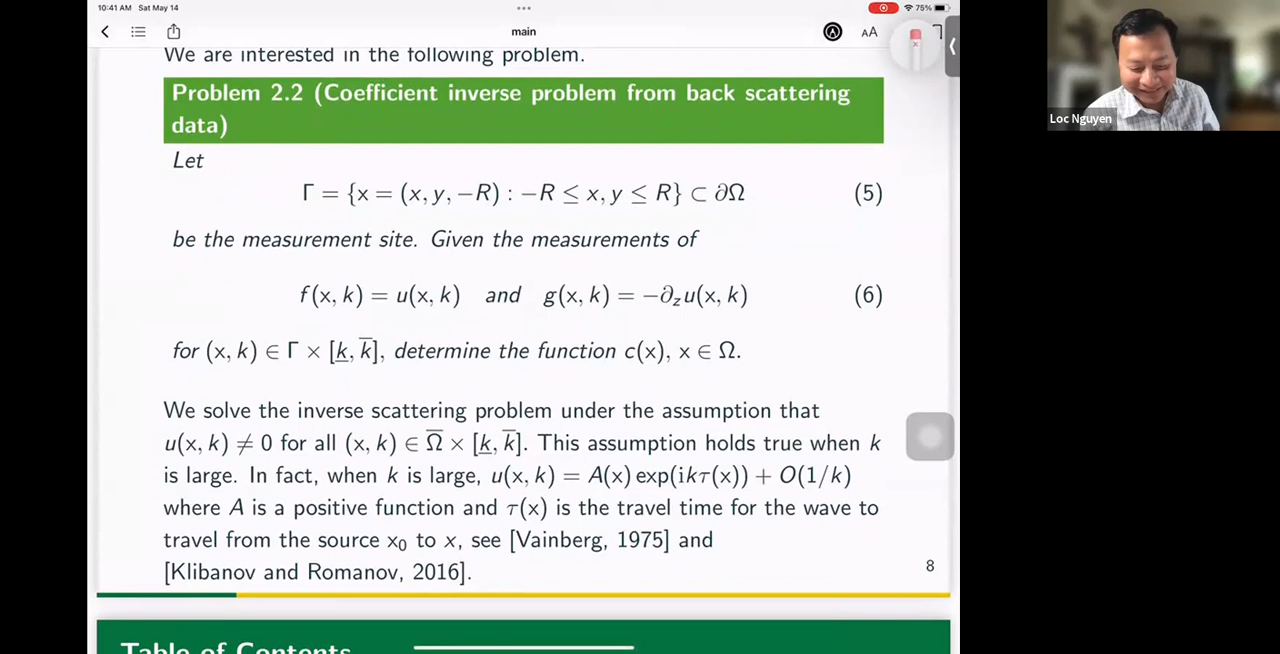 10:41 AM Sat May 14
75%
main
AA
We are interested in the following problem.
Problem 2.2 (Coefficient inverse problem from back scattering
data)
Let
Γ = {x = (x, y, −R) : −R ≤ x, y ≤ R} ⊂ ∂Ω (5)
be the measurement site. Given the measurements of
f(x, k) = u(x, k) and g(x, k) = −∂_z u(x, k) (6)
for (x, k) ∈ Γ × [k̲, k̅], determine the function c(x), x ∈ Ω.
We solve the inverse scattering problem under the assumption that
u(x, k) ≠ 0 for all (x, k) ∈ Ω̅ × [k̲, k̅]. This assumption holds true when k
is large. In fact, when k is large, u(x, k) = A(x) exp(ikτ(x)) + O(1/k)
where A is a positive function and τ(x) is the travel time for the wave to
travel from the source x₀ to x, see [Vainberg, 1975] and
[Klibanov and Romanov, 2016].
8
Table of Contents
Loc Nguyen